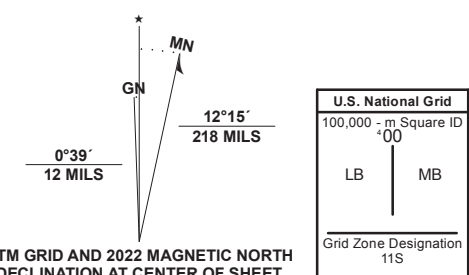 ★
MN
GN
12°15´
218 MILS
0°39´
12 MILS
TM GRID AND 2022 MAGNETIC NORTH
DECLINATION AT CENTER OF SHEET
U.S. National Grid
100,000 - m Square ID
⁴00
LB
MB
Grid Zone Designation
11S